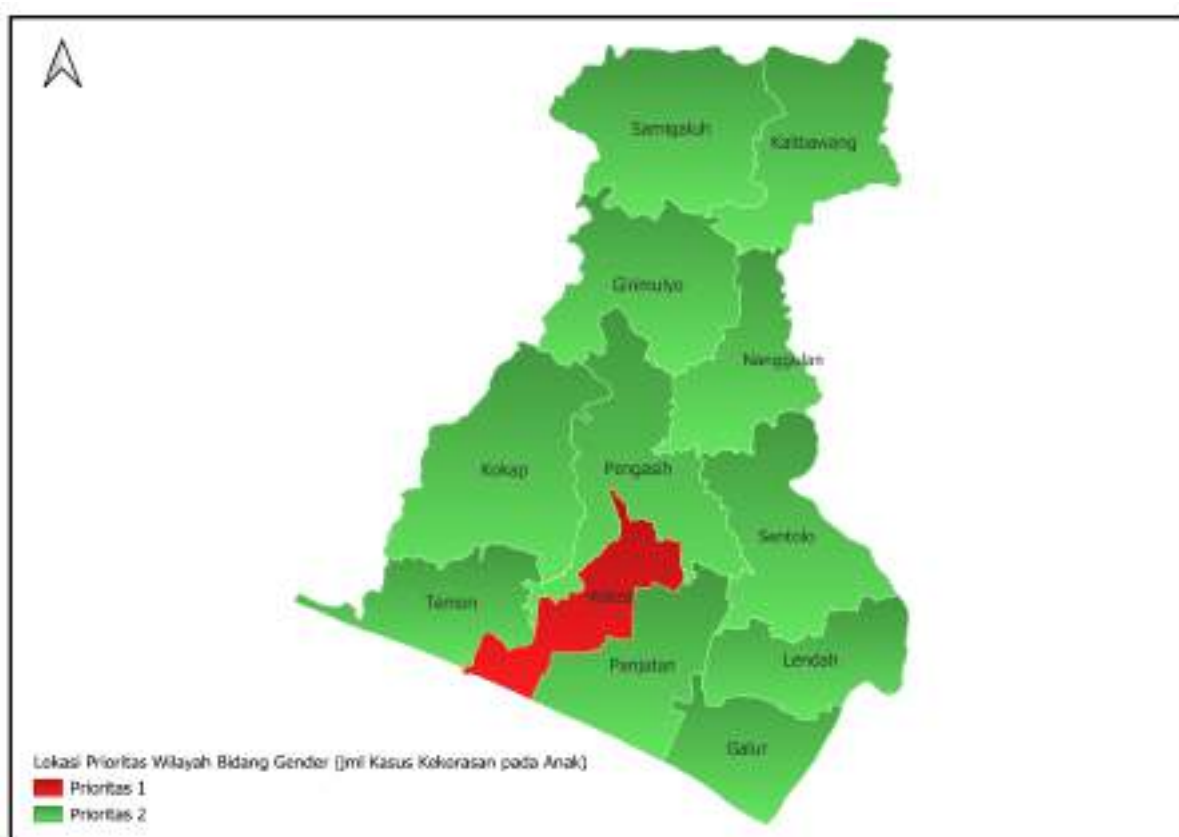 Samigaluh
Kalibawang
Girimulyo
Nanggulan
Kokap
Pengasih
Sentolo
Temon
Wates
Panjatan
Lendah
Galur
Lokasi Prioritas Wilayah Bidang Gender (Jml Kasus Kekerasan pada Anak)
Prioritas 1
Prioritas 2